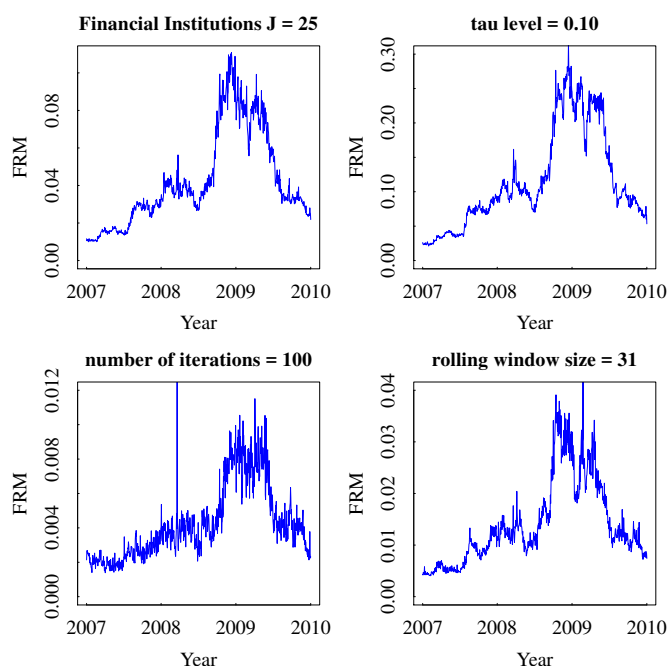 Financial Institutions J = 25
FRM
0.00
0.04
0.08
2007
2008
2009
2010
Year
tau level = 0.10
FRM
0.00
0.10
0.20
0.30
2007
2008
2009
2010
Year
number of iterations = 100
FRM
0.000
0.004
0.008
0.012
2007
2008
2009
2010
Year
rolling window size = 31
FRM
0.00
0.01
0.02
0.03
0.04
2007
2008
2009
2010
Year